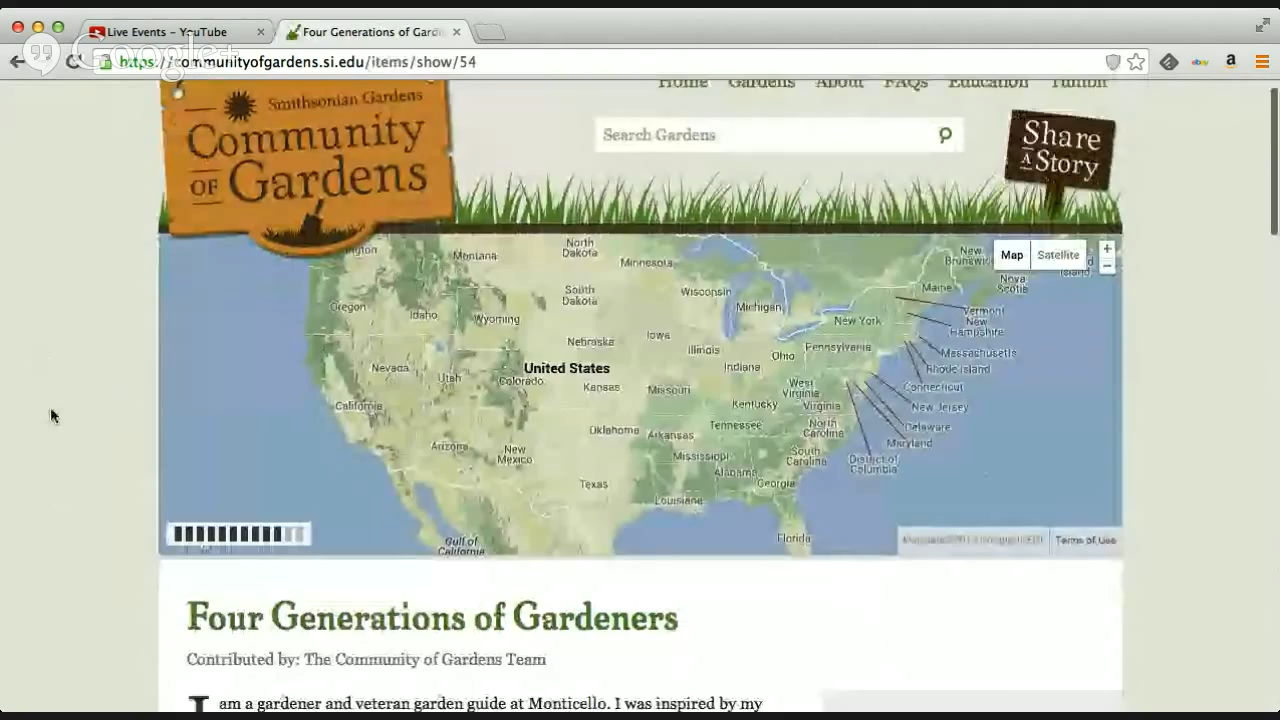 Live Events – YouTube
Four Generations of Gard
Google+
https://communityofgardens.si.edu/items/show/54
ebay
a
Home Gardens About FAQs Education Tumblr
Smithsonian Gardens
Community
OF Gardens
Search Gardens
Share
A Story
Map Satellite
+
−
North Dakota
Montana
Minnesota
New Brunswick
Island
Nova Scotia
Maine
South Dakota
Wisconsin
Michigan
Oregon
Idaho
Wyoming
Vermont
New York
New Hampshire
Iowa
Nebraska
Illinois
Pennsylvania
Massachusetts
Ohio
Indiana
Rhode Island
Nevada
Utah
United States
Colorado
Kansas
Missouri
West Virginia
Connecticut
California
Kentucky
Virginia
New Jersey
Tennessee
North Carolina
Delaware
Oklahoma
Arkansas
Maryland
Arizona
New Mexico
Mississippi
South Carolina
District of Columbia
Alabama
Georgia
Texas
Louisiana
Florida
Gulf of California
Terms of Use
Four Generations of Gardeners
Contributed by: The Community of Gardens Team
I am a gardener and veteran garden guide at Monticello. I was inspired by my